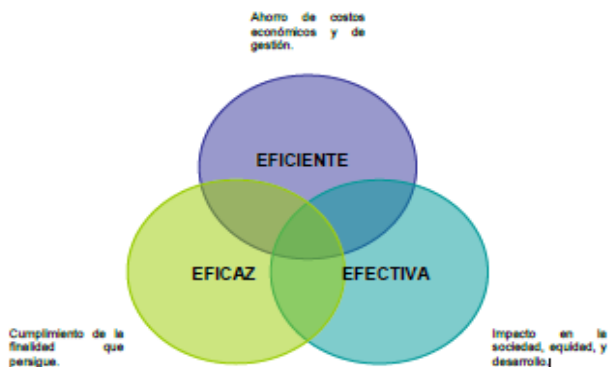 Ahorro de costos
económicos y de
gestión.
EFICIENTE
EFICAZ
EFECTIVA
Cumplimiento de la
finalidad que
persigue.
Impacto en la
sociedad, equidad, y
desarrollo.